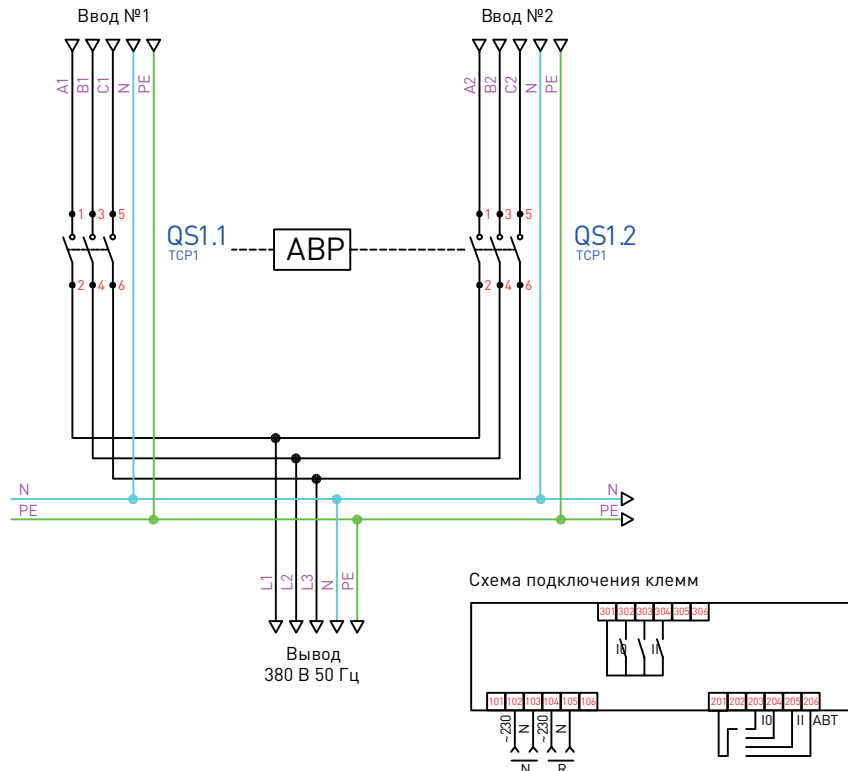 Ввод №1
Ввод №2
A1
B1
C1
N
PE
A2
B2
C2
N
PE
1
3
5
2
4
6
QS1.1
TCP1
АВР
1
3
5
2
4
6
QS1.2
TCP1
N
PE
N
PE
L1
L2
L3
N
PE
Вывод
380 В 50 Гц
Схема подключения клемм
301 302 303 304 305 306
I0 II
101 102 103 104 105 106
201 202 203 204 205 206
~230 N ~230 N
I0 II АВТ
N R